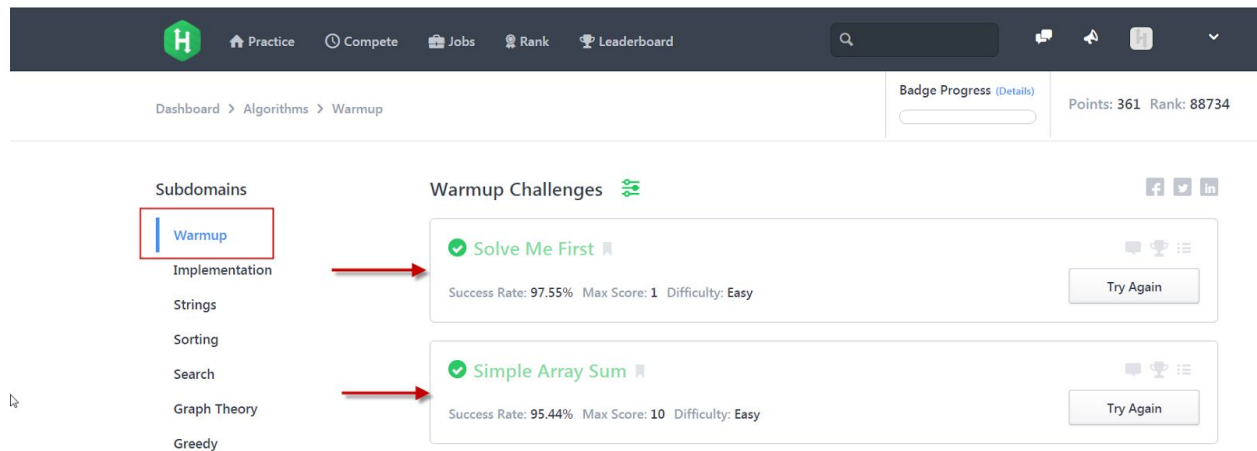 H Practice Compete Jobs Rank Leaderboard H
Dashboard > Algorithms > Warmup
Badge Progress (Details)
Points: 361 Rank: 88734
Subdomains
Warmup
Implementation
Strings
Sorting
Search
Graph Theory
Greedy
Warmup Challenges
f in
Solve Me First
Success Rate: 97.55% Max Score: 1 Difficulty: Easy
Try Again
Simple Array Sum
Success Rate: 95.44% Max Score: 10 Difficulty: Easy
Try Again